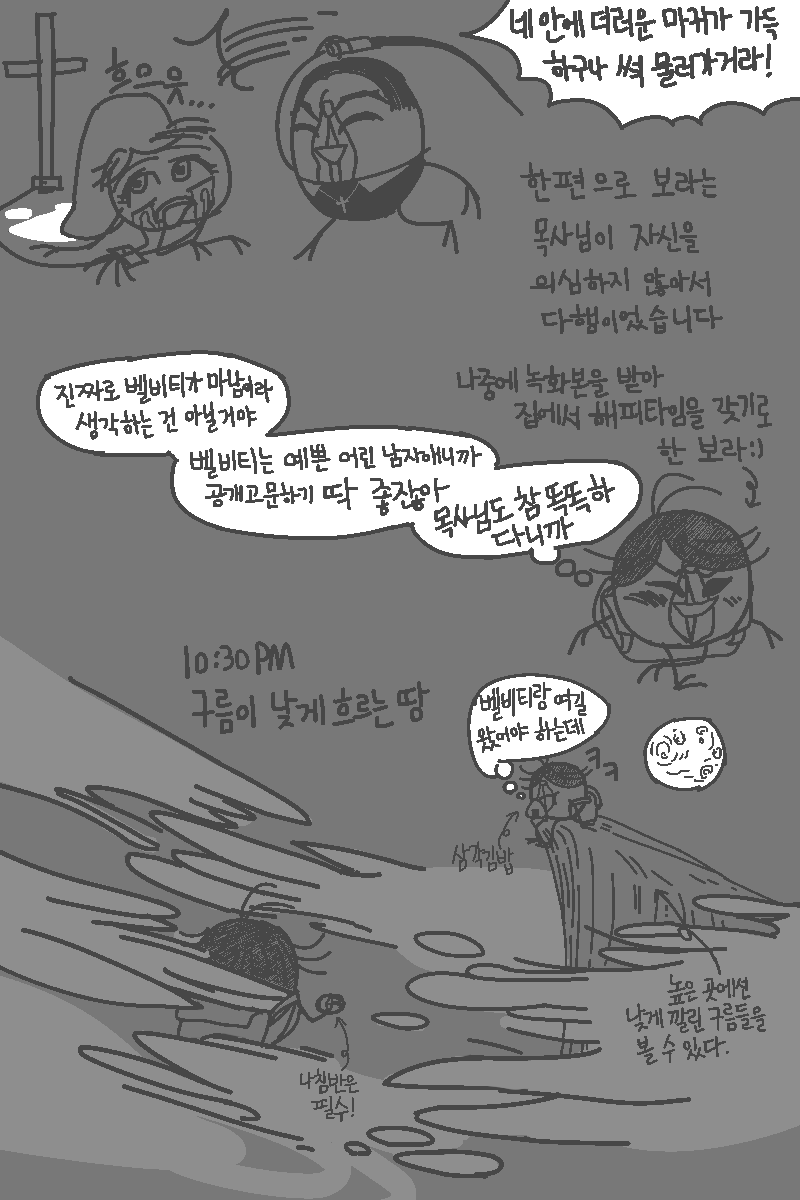 네 안에 더러운 마귀가 가득
하구나 썩 물러가거라!
흐으읏...
한편으로 보라는
목사님이 자신을
의심하지 않아서
다행이었습니다
나중에 녹화본을 받아
집에서 해피타임을 갖기로
한 보라:)
진짜로 벨비티가 마남이라
생각하는 건 아닐거야
벨비티는 예쁜 어린 남자애니까
공개고문하기 딱 좋잖아
목사님도 참 똑똑하
다니까
10:30PM
구름이 낮게 흐르는 땅
벨비티랑 여길
왔어야 하는데
ㅋㅋ
삼각김밥
높은 곳에선
낮게 깔린 구름들을
볼 수 있다.
나침반은
필수!